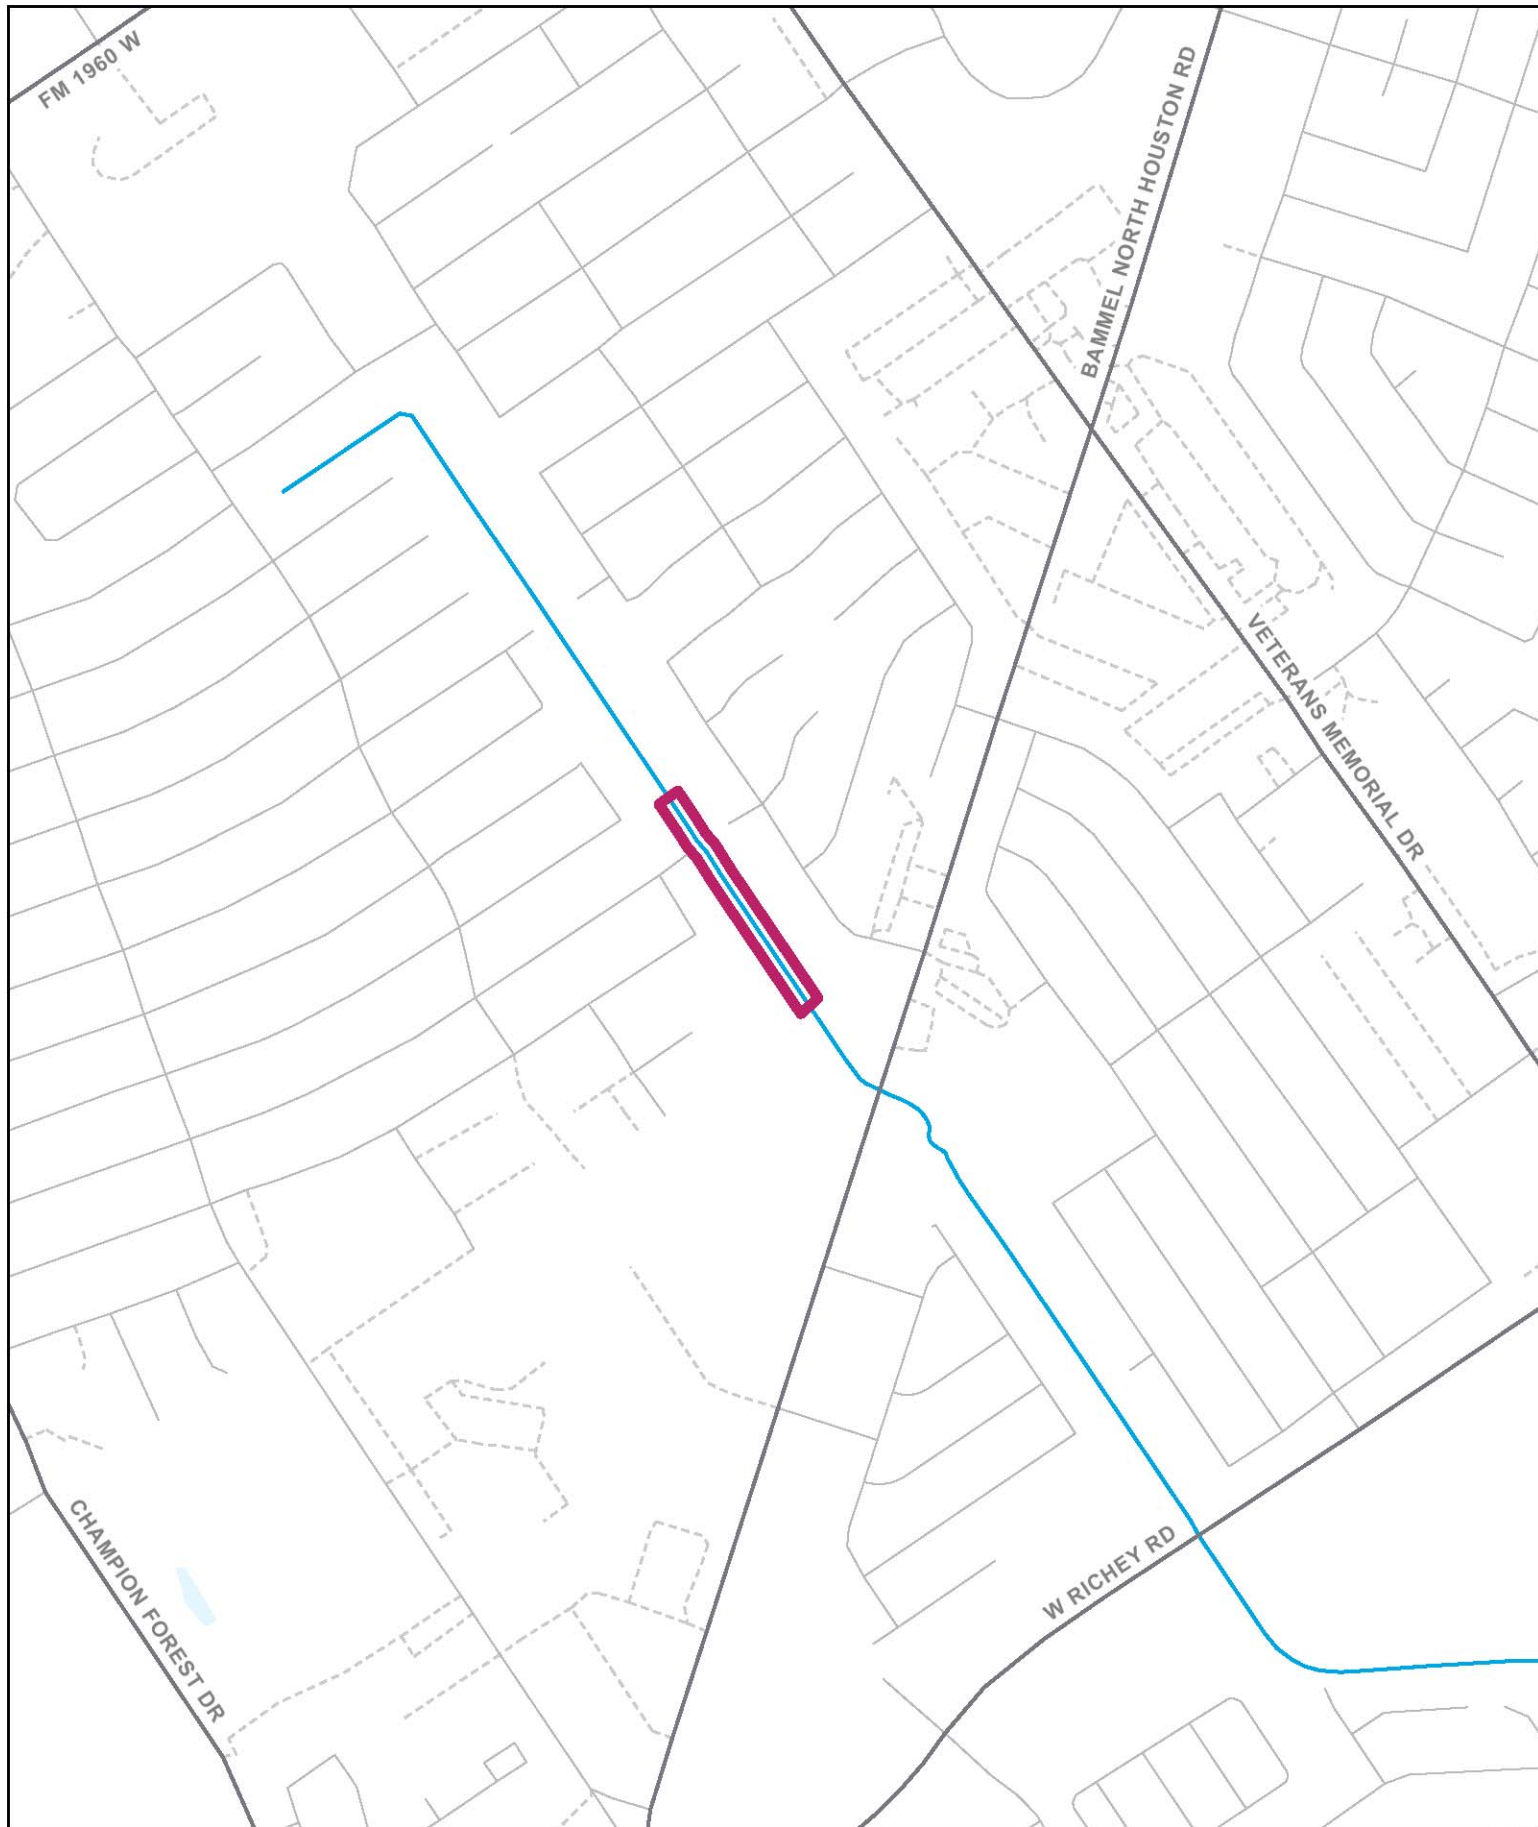 FM 1960 W
BAMMEL NORTH HOUSTON RD
VETERANS MEMORIAL DR
W RICHEY RD
CHAMPION FOREST DR